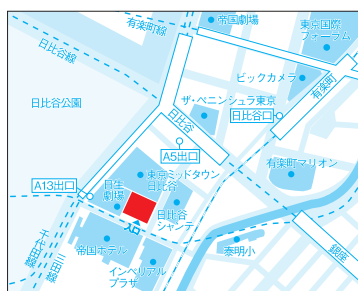 帝国劇場
有楽町線
東京国際
フォーラム
日比谷線
ビックカメラ
有楽町
ザ・ペニンシュラ東京
日比谷
日比谷口
日比谷公園
A5出口
有楽町マリオン
東京ミッドタウン
日比谷
A13出口
日生
劇場
日比谷
シャンテ
千代田線
三田線
帝国ホテル
インペリアル
プラザ
泰明小
銀座